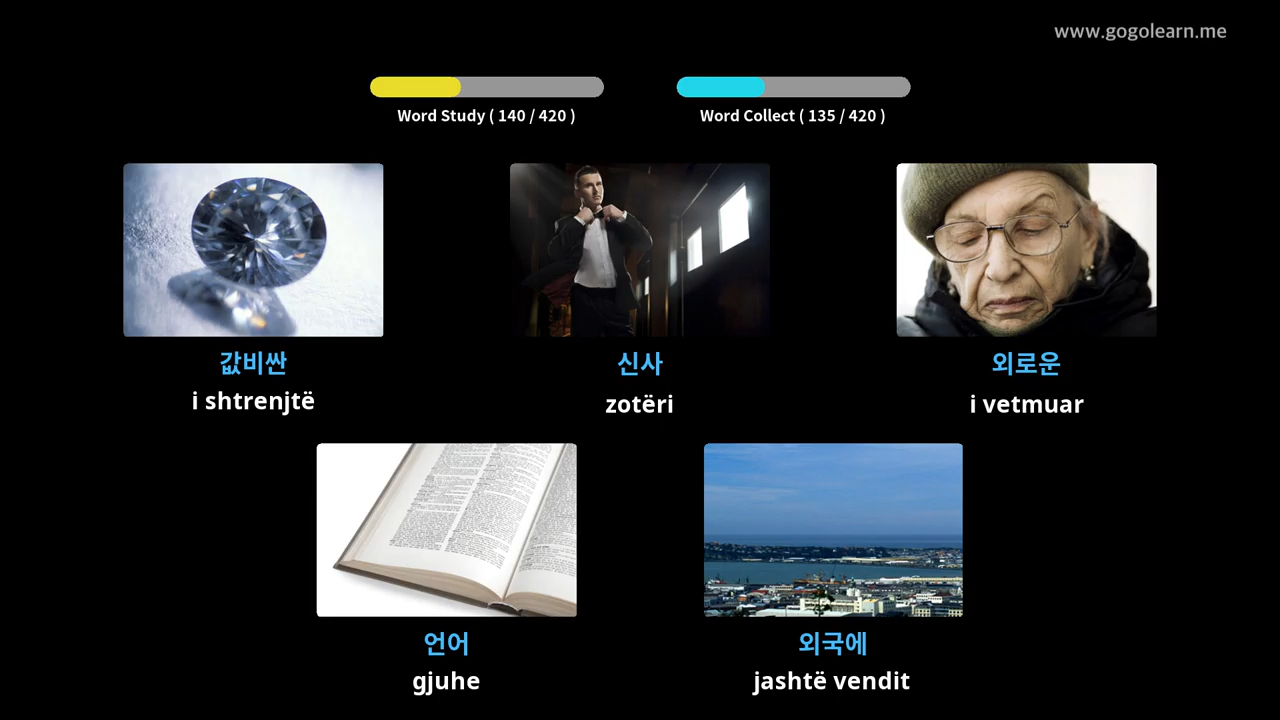 www.gogolearn.me
Word Study ( 140 / 420 )
Word Collect ( 135 / 420 )
값비싼
i shtrenjtë
신사
zotëri
외로운
i vetmuar
언어
gjuhe
외국에
jashtë vendit